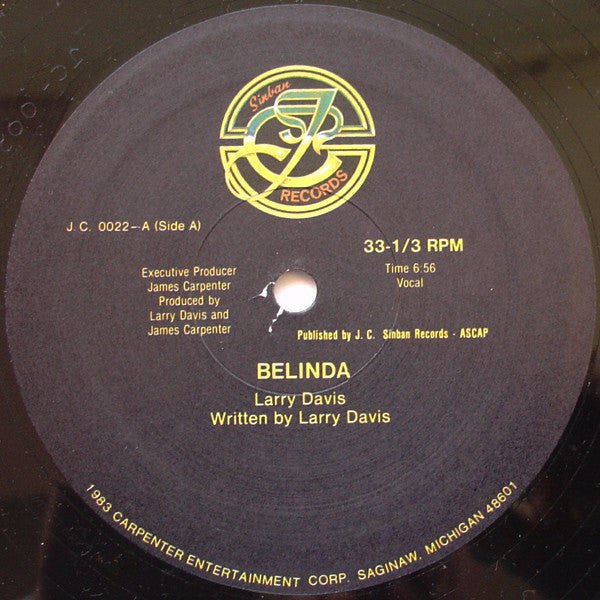 Sinban
JC
RECORDS
J.C. 0022-A (Side A)
33-1/3 RPM
Executive Producer
James Carpenter
Produced by
Larry Davis and
James Carpenter
Time 6:56
Vocal
Published by J. C. Sinban Records - ASCAP
BELINDA
Larry Davis
Written by Larry Davis
1983 CARPENTER ENTERTAINMENT CORP. SAGINAW, MICHIGAN 48601